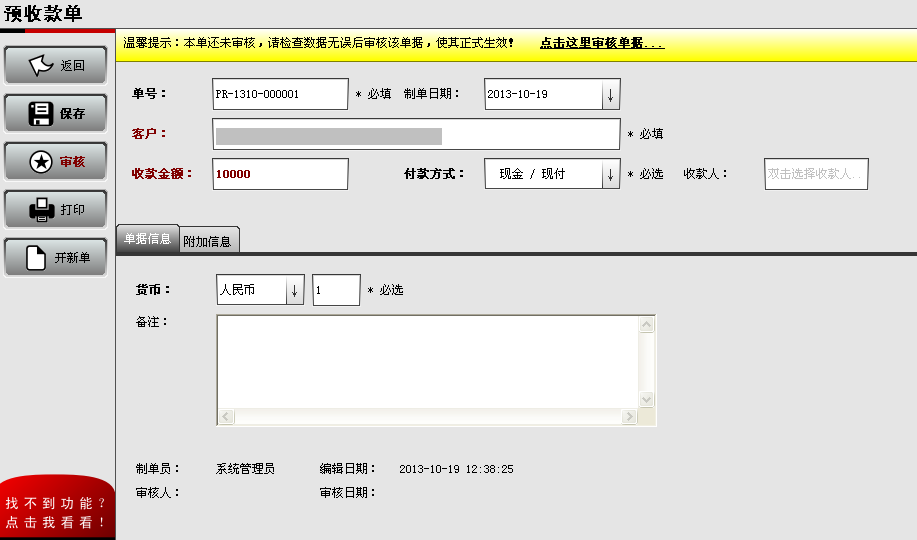 预收款单
温馨提示：本单还未审核，请检查数据无误后审核该单据，使其正式生效！ 点击这里审核单据...
返回
保存
审核
打印
开新单
单号： PR-1310-000001 * 必填 制单日期： 2013-10-19
客户： * 必填
收款金额： 10000 付款方式： 现金 / 现付 * 必选 收款人： 双击选择收款人..
单据信息 附加信息
货币： 人民币 1 * 必选
备注：
制单员： 系统管理员 编辑日期： 2013-10-19 12:38:25
审核人： 审核日期：
找不到功能？
点击我看看！